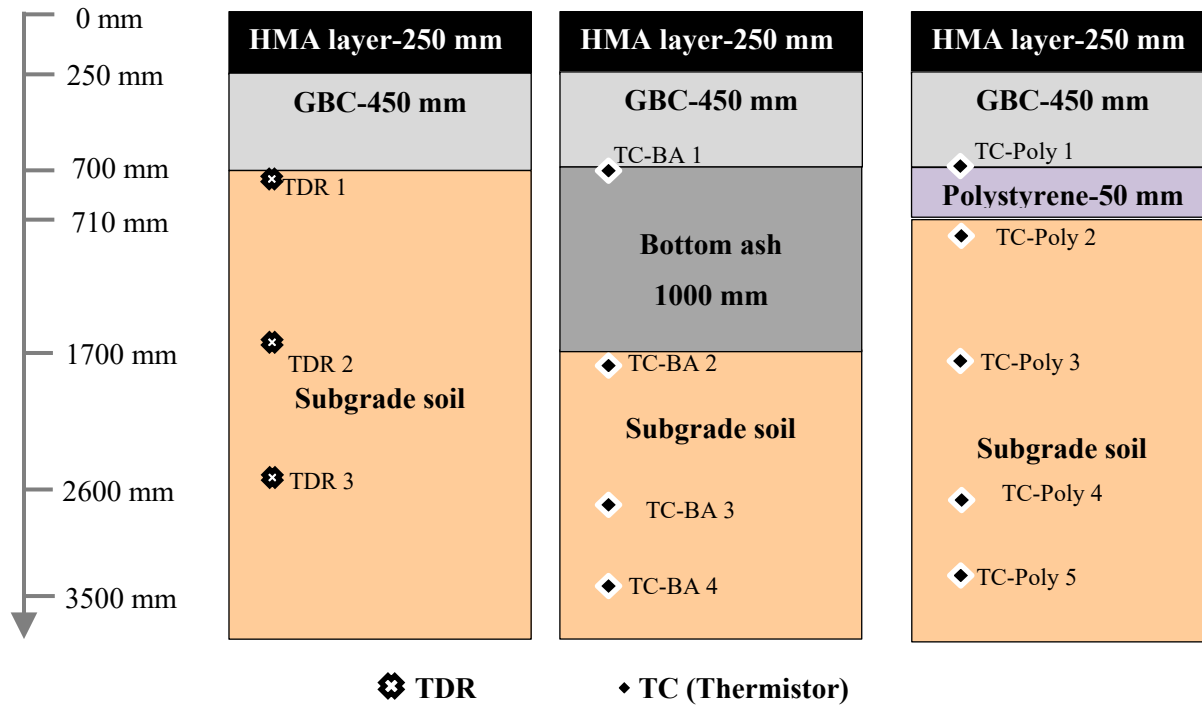 0 mm
250 mm
700 mm
710 mm
1700 mm
2600 mm
3500 mm
HMA layer-250 mm
GBC-450 mm
TDR 1
TDR 2
Subgrade soil
TDR 3
HMA layer-250 mm
GBC-450 mm
TC-BA 1
Bottom ash
1000 mm
TC-BA 2
Subgrade soil
TC-BA 3
TC-BA 4
HMA layer-250 mm
GBC-450 mm
TC-Poly 1
Polystyrene-50 mm
TC-Poly 2
TC-Poly 3
Subgrade soil
TC-Poly 4
TC-Poly 5
TDR
TC (Thermistor)